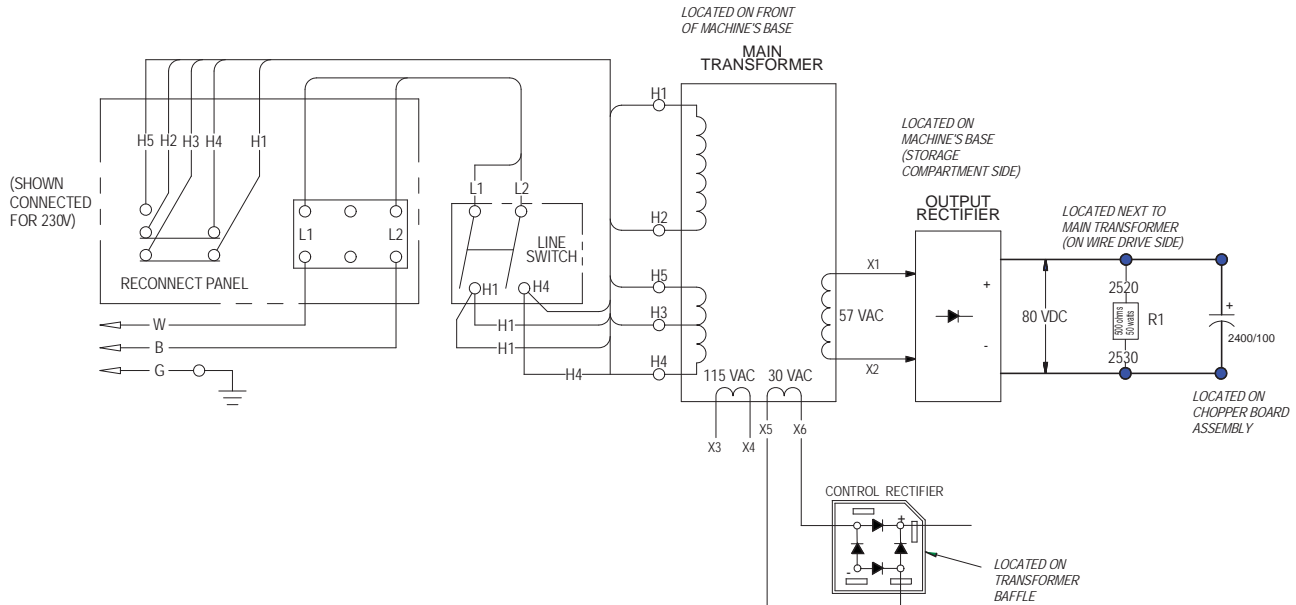 LOCATED ON FRONT
OF MACHINE'S BASE
MAIN
TRANSFORMER
H5
H2
H3
H4
H1
(SHOWN
CONNECTED
FOR 230V)
L1
L2
RECONNECT PANEL
W
B
G
L1
L2
LINE
SWITCH
H1
H4
H1
H1
H4
H1
H2
H5
H3
H4
57 VAC
115 VAC
30 VAC
X3
X4
X5
X6
X1
X2
LOCATED ON
MACHINE'S BASE
(STORAGE
COMPARTMENT SIDE)
OUTPUT
RECTIFIER
+
-
80 VDC
LOCATED NEXT TO
MAIN TRANSFORMER
(ON WIRE DRIVE SIDE)
2520
500 ohms
50 watts
R1
2530
+
2400/100
LOCATED ON
CHOPPER BOARD
ASSEMBLY
CONTROL RECTIFIER
+
-
LOCATED ON
TRANSFORMER
BAFFLE